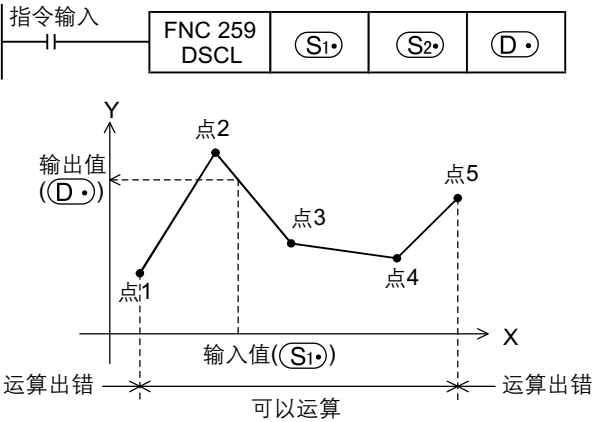 指令输入
FNC 259
DSCL
S1•
S2•
D •
Y
点2
输出值
(D •)
点5
点3
点1
点4
X
输入值(S1•)
运算出错
运算出错
可以运算